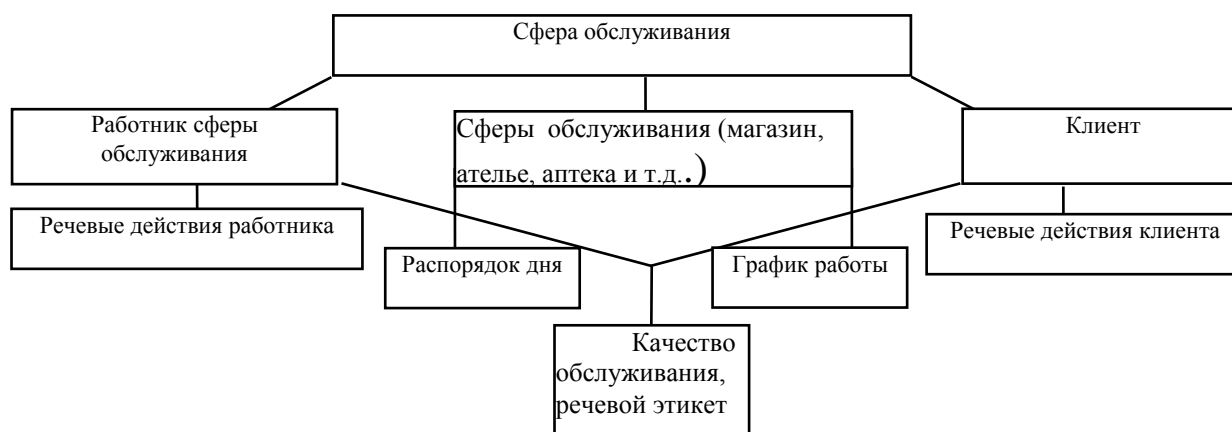 Сфера обслуживания
Работник сферы
обслуживания
Сферы обслуживания (магазин,
ателье, аптека и т.д..)
Клиент
Речевые действия работника
Речевые действия клиента
Распорядок дня
График работы
Качество
обслуживания,
речевой этикет